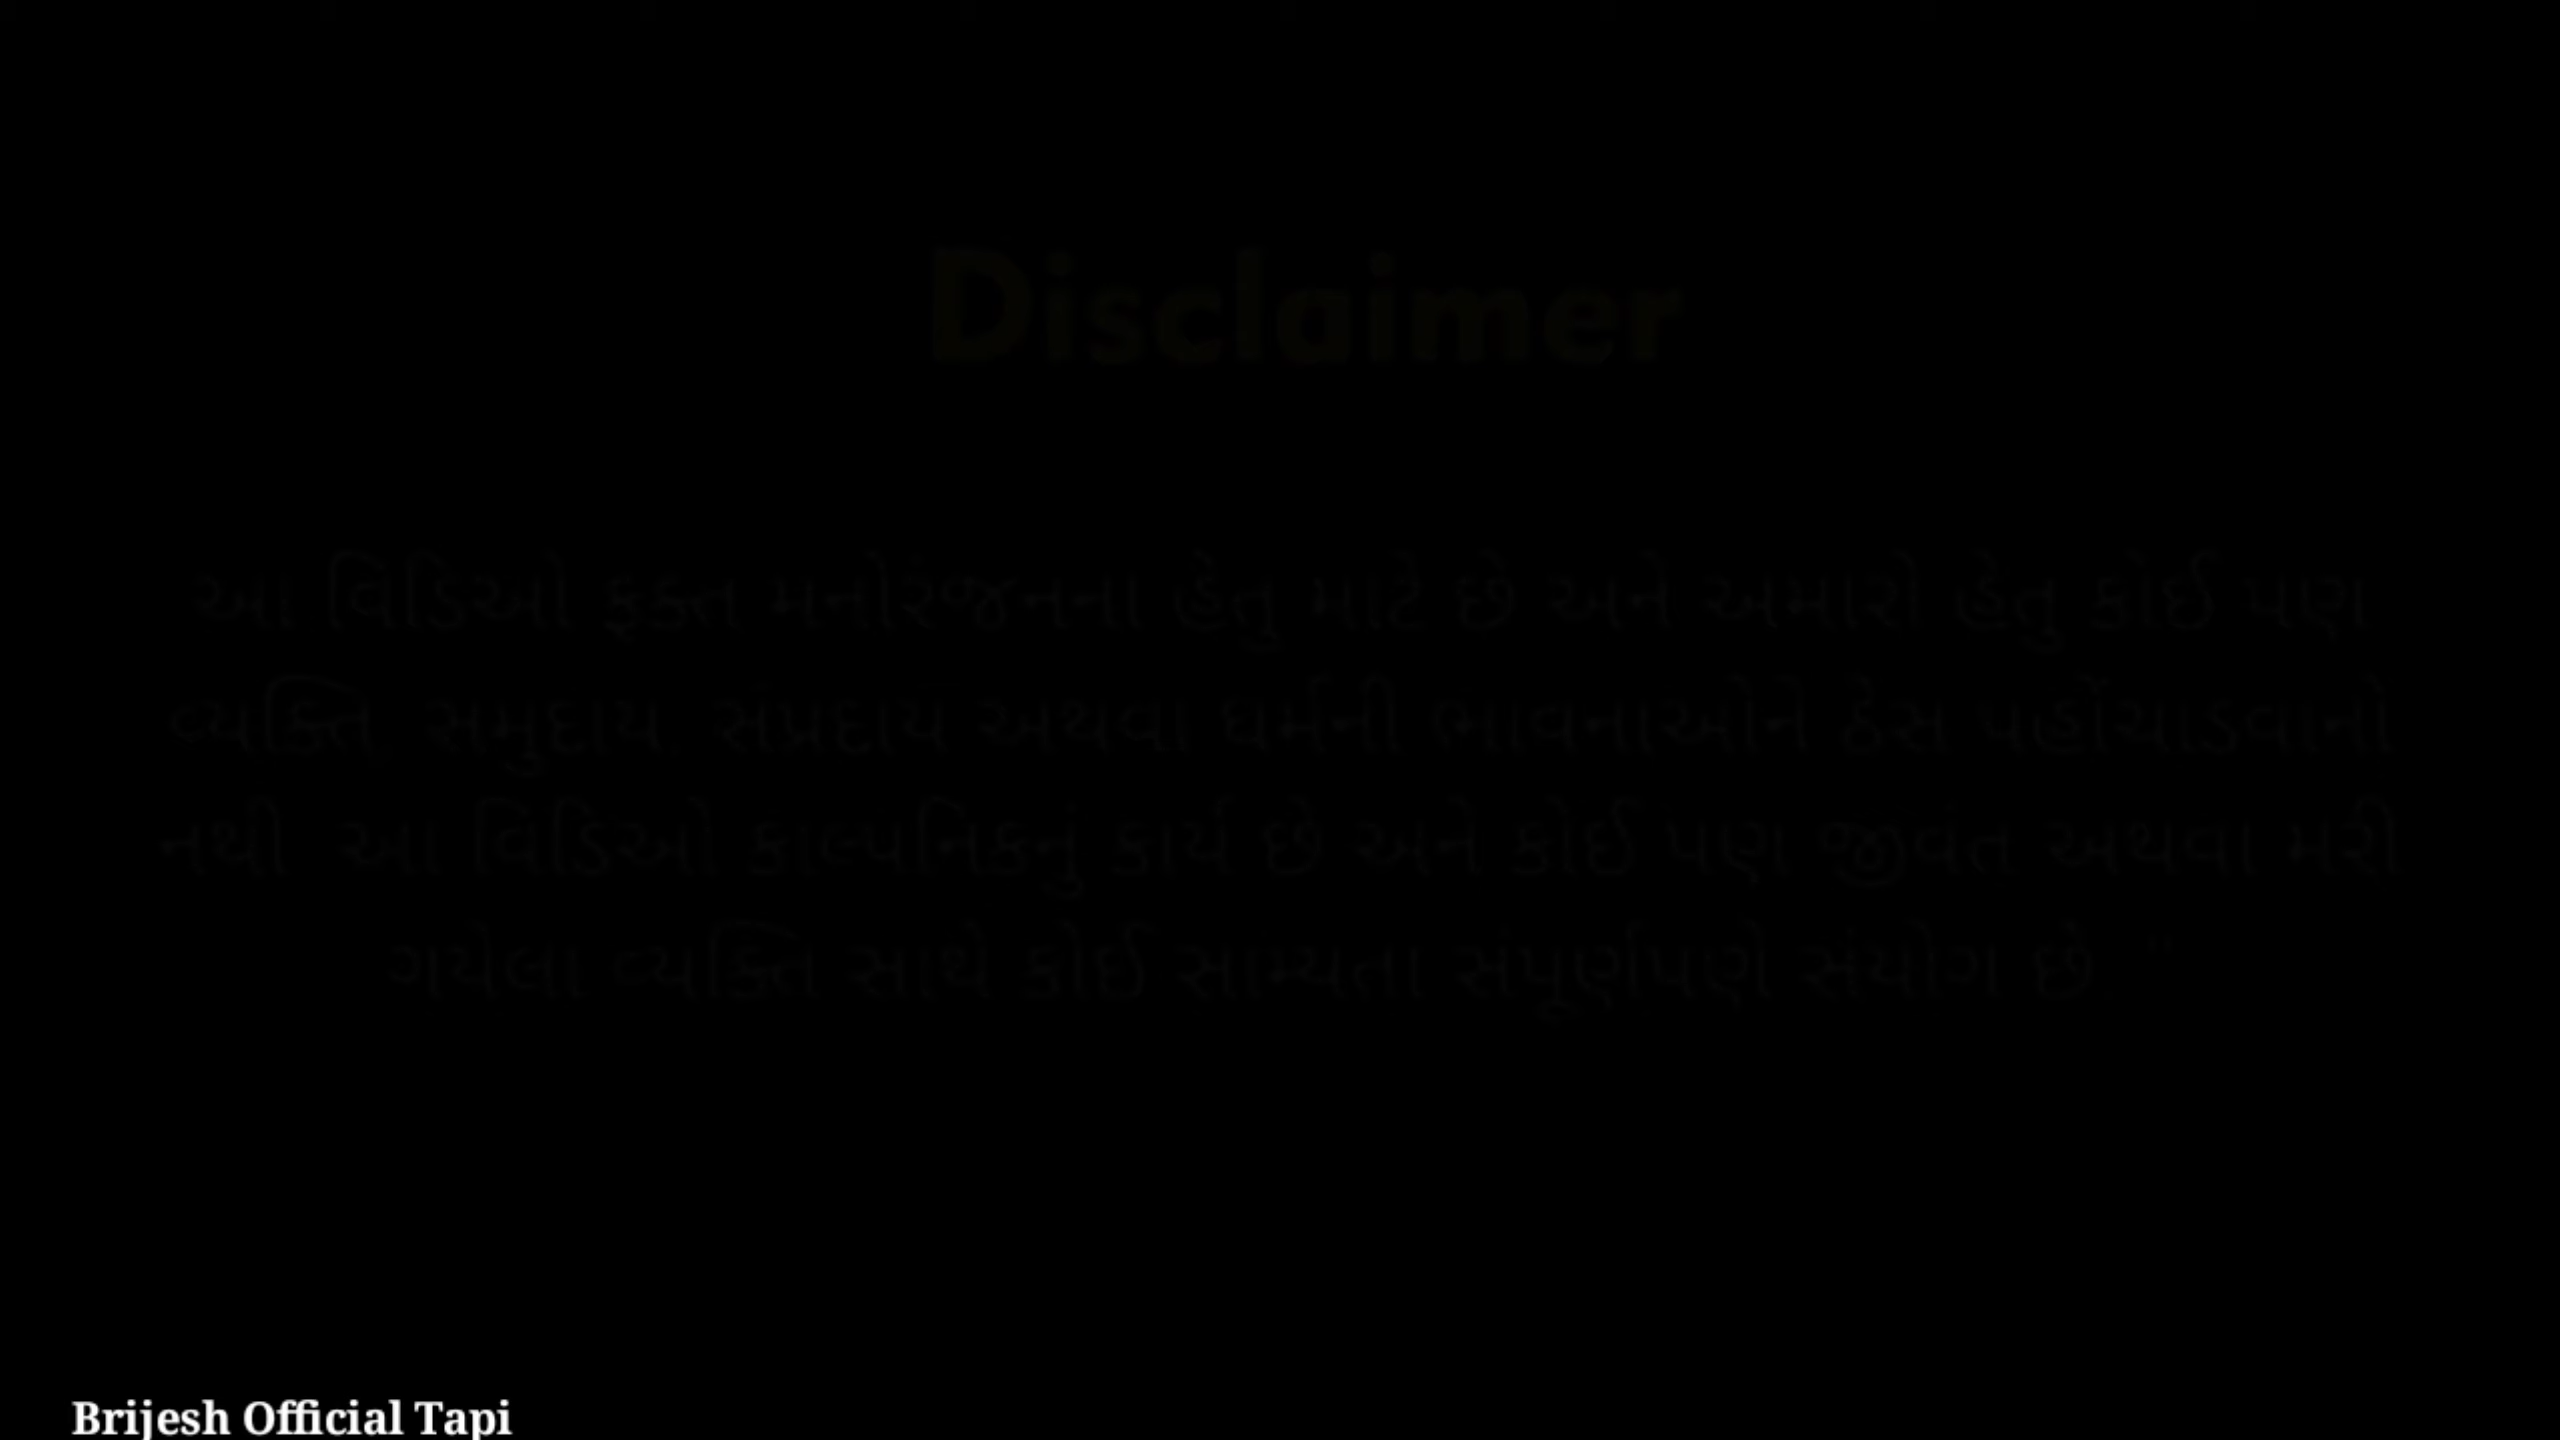 Disclaimer
આ વિડિઓ ફક્ત મનોરંજનના હેતુ માટે છે અને અમારો હેતુ કોઈ પણ
વ્યક્તિ, સમુદાય, સંપ્રદાય અથવા ધર્મની ભાવનાઓને ઠેસ પહોંચાડવાનો
નથી. આ વિડિઓ કાલ્પનિકનું કાર્ય છે અને કોઈ પણ જીવંત અથવા મરી
ગયેલા વ્યક્તિ સાથે કોઈ સામ્યતા સંપૂર્ણપણે સંયોગ છે. "
Brijesh Official Tapi